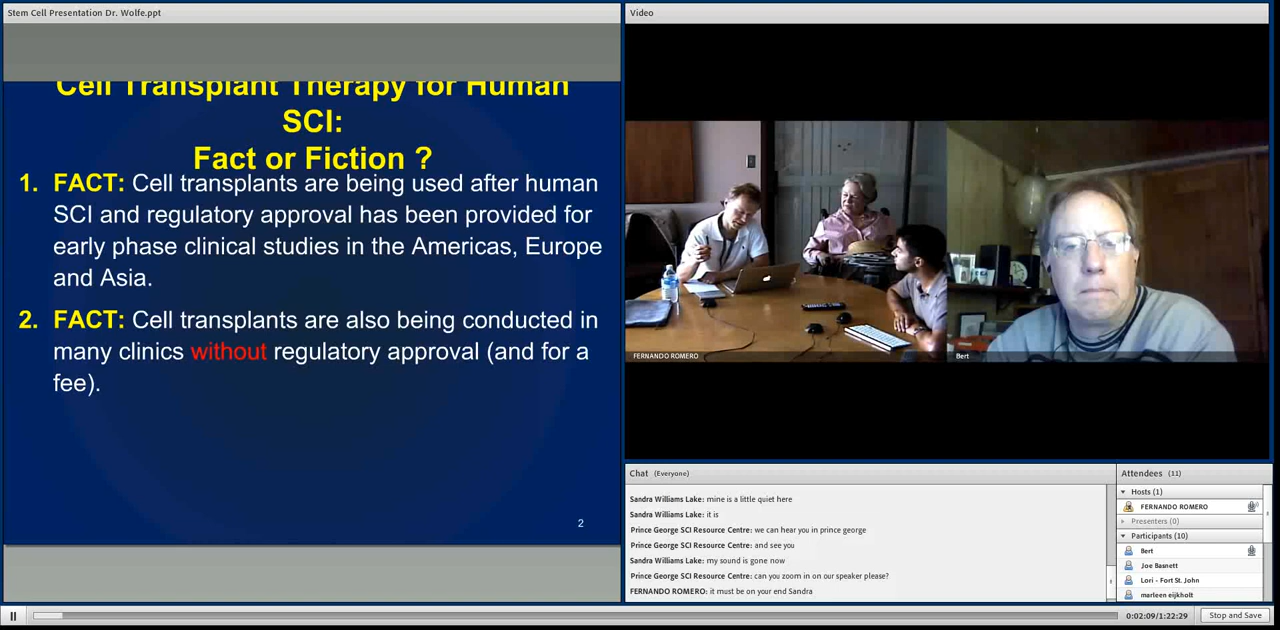 Stem Cell Presentation Dr. Wolfe.ppt
Cell Transplant Therapy for Human
SCI:
Fact or Fiction ?
1. FACT: Cell transplants are being used after human
SCI and regulatory approval has been provided for
early phase clinical studies in the Americas, Europe
and Asia.
2. FACT: Cell transplants are also being conducted in
many clinics without regulatory approval (and for a
fee).
2
Video
FERNANDO ROMERO
Bert
Chat (Everyone)
Sandra Williams Lake: mine is a little quiet here
Sandra Williams Lake: it is
Prince George SCI Resource Centre: we can hear you in prince george
Prince George SCI Resource Centre: and see you
Sandra Williams Lake: my sound is gone now
Prince George SCI Resource Centre: can you zoom in on our speaker please?
FERNANDO ROMERO: it must be on your end Sandra
Attendees (11)
Hosts (1)
FERNANDO ROMERO
Presenters (0)
Participants (10)
Bert
Joe Basnett
Lori - Fort St. John
marleen eijkholt
0:02:09/1:22:29
Stop and Save